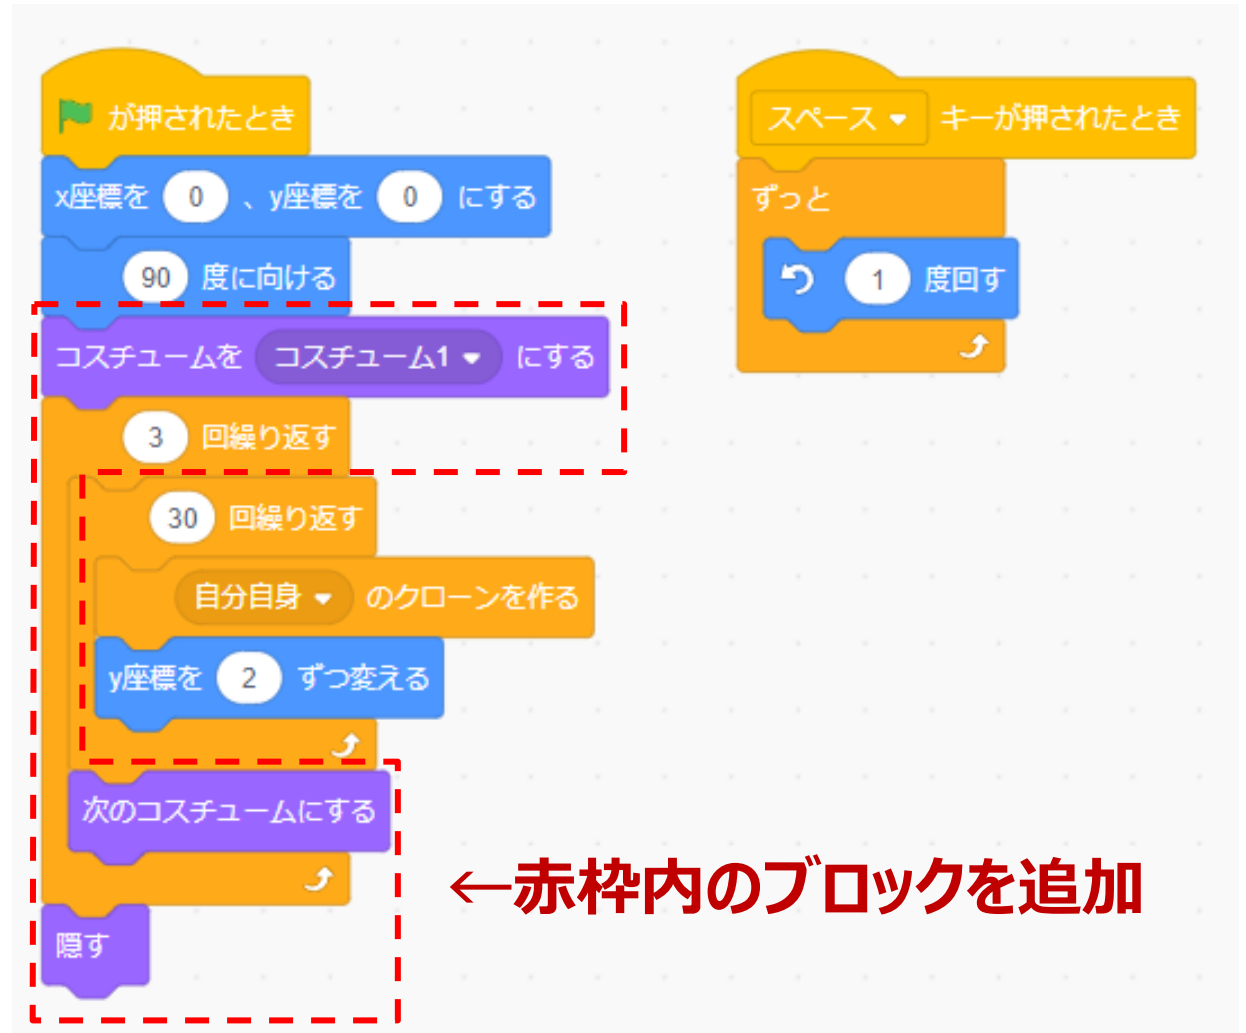 が押されたとき
x座標を 0 、y座標を 0 にする
90 度に向ける
コスチュームを コスチューム1 にする
3 回繰り返す
30 回繰り返す
自分自身 のクローンを作る
y座標を 2 ずつ変える
次のコスチュームにする
隠す
スペース キーが押されたとき
ずっと
1 度回す
←赤枠内のブロックを追加